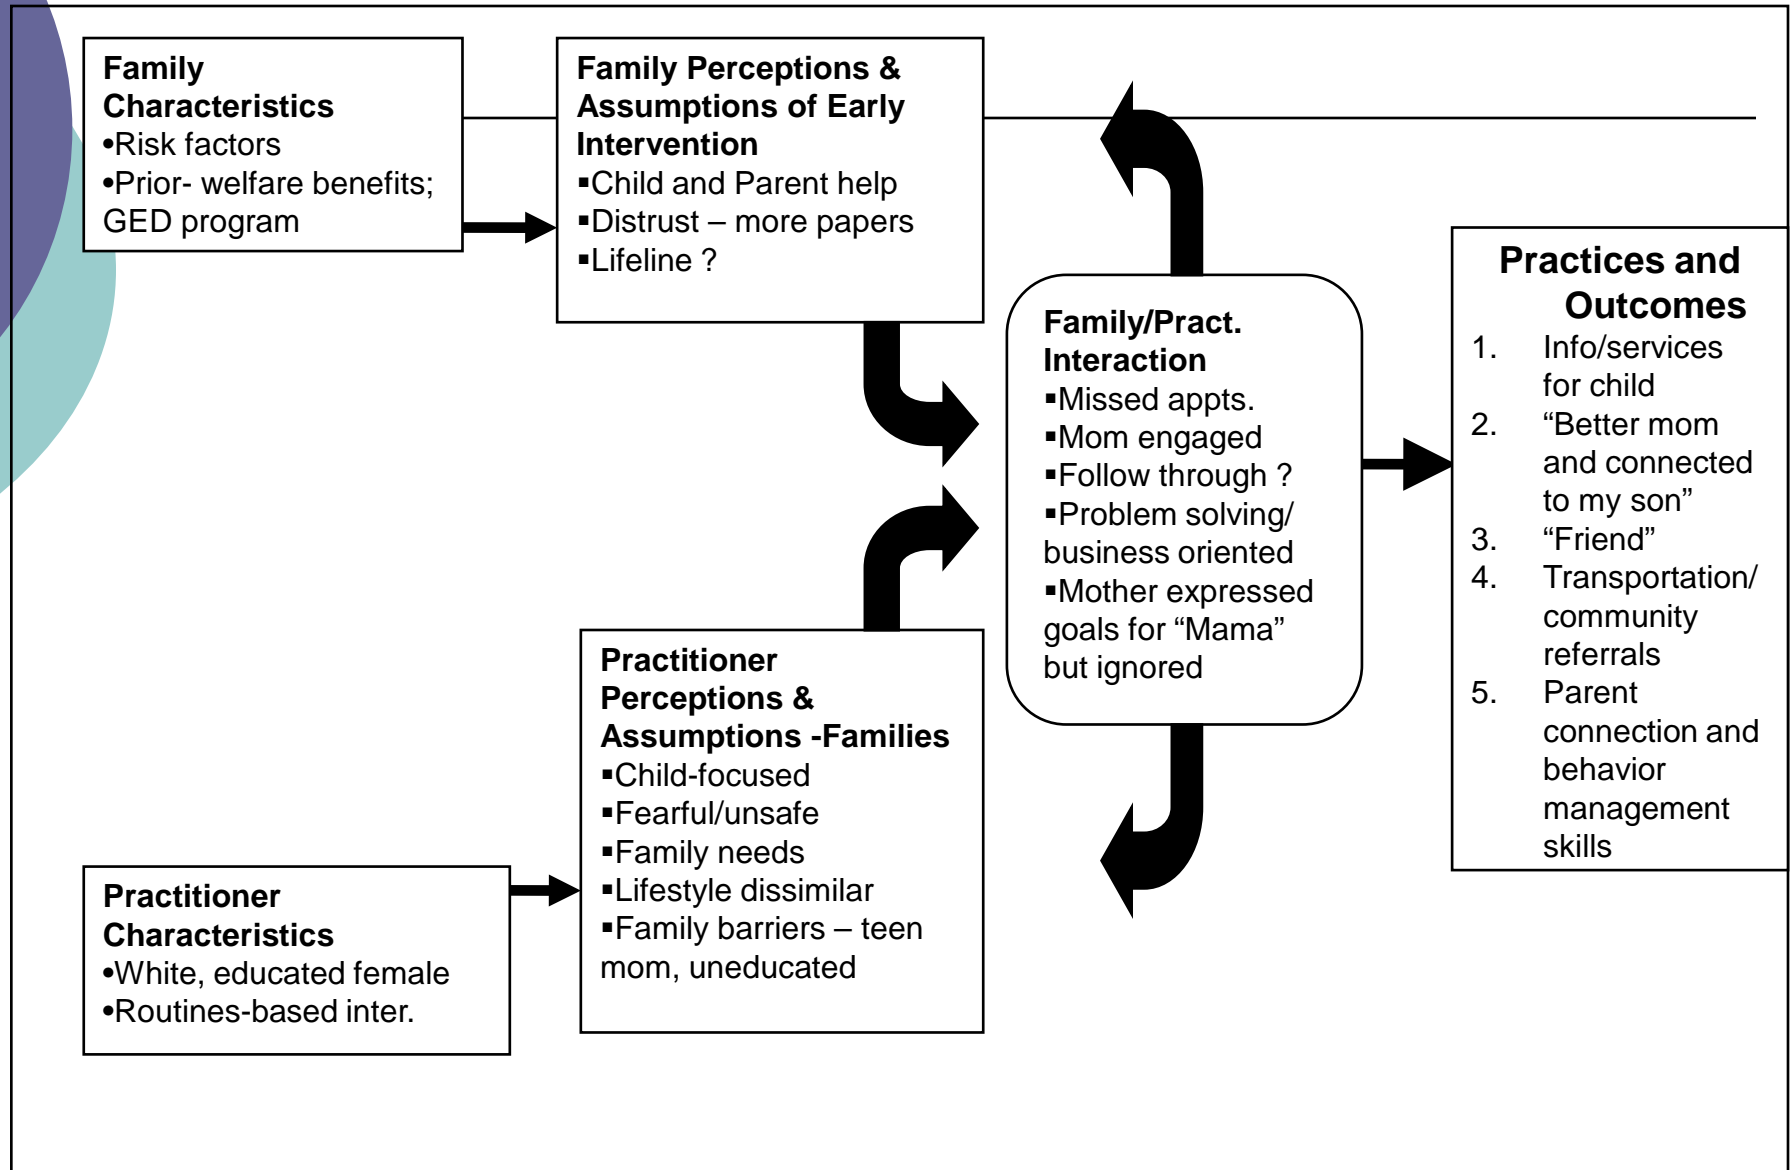 Family
Characteristics
•Risk factors
•Prior- welfare benefits;
GED program
Family Perceptions &
Assumptions of Early
Intervention
▪Child and Parent help
▪Distrust – more papers
▪Lifeline ?
Family/Pract.
Interaction
▪Missed appts.
▪Mom engaged
▪Follow through ?
▪Problem solving/
business oriented
▪Mother expressed
goals for “Mama”
but ignored
Practices and
Outcomes
1. Info/services
for child
2. “Better mom
and connected
to my son”
3. “Friend”
4. Transportation/
community
referrals
5. Parent
connection and
behavior
management
skills
Practitioner
Perceptions &
Assumptions -Families
▪Child-focused
▪Fearful/unsafe
▪Family needs
▪Lifestyle dissimilar
▪Family barriers – teen
mom, uneducated
Practitioner
Characteristics
•White, educated female
•Routines-based inter.